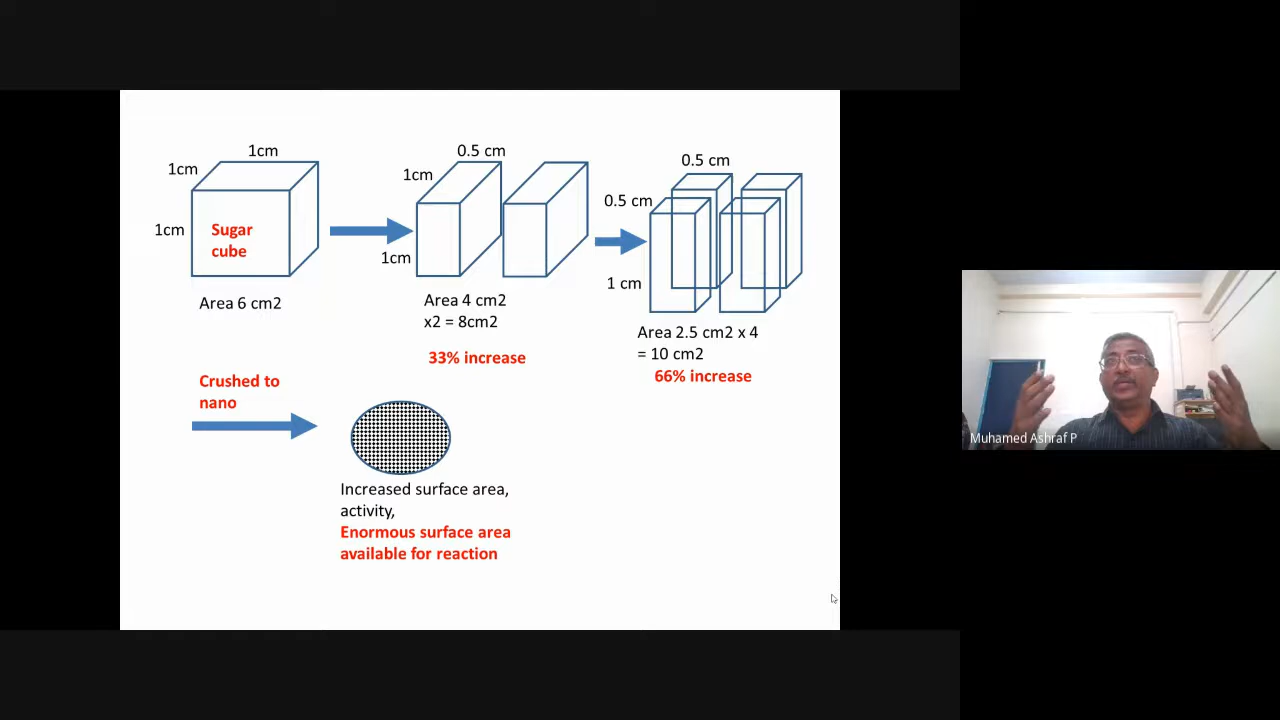 1cm
1cm
1cm
Sugar
cube
Area 6 cm2
0.5 cm
1cm
1cm
Area 4 cm2
x2 = 8cm2
33% increase
0.5 cm
0.5 cm
1 cm
Area 2.5 cm2 x 4
= 10 cm2
66% increase
Crushed to
nano
Increased surface area,
activity,
Enormous surface area
available for reaction
Muhamed Ashraf P